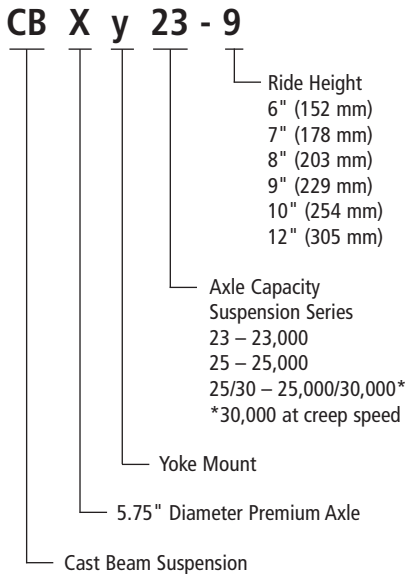 CB X y 23 - 9
Ride Height
6" (152 mm)
7" (178 mm)
8" (203 mm)
9" (229 mm)
10" (254 mm)
12" (305 mm)
Axle Capacity
Suspension Series
23 – 23,000
25 – 25,000
25/30 – 25,000/30,000*
*30,000 at creep speed
Yoke Mount
5.75" Diameter Premium Axle
Cast Beam Suspension